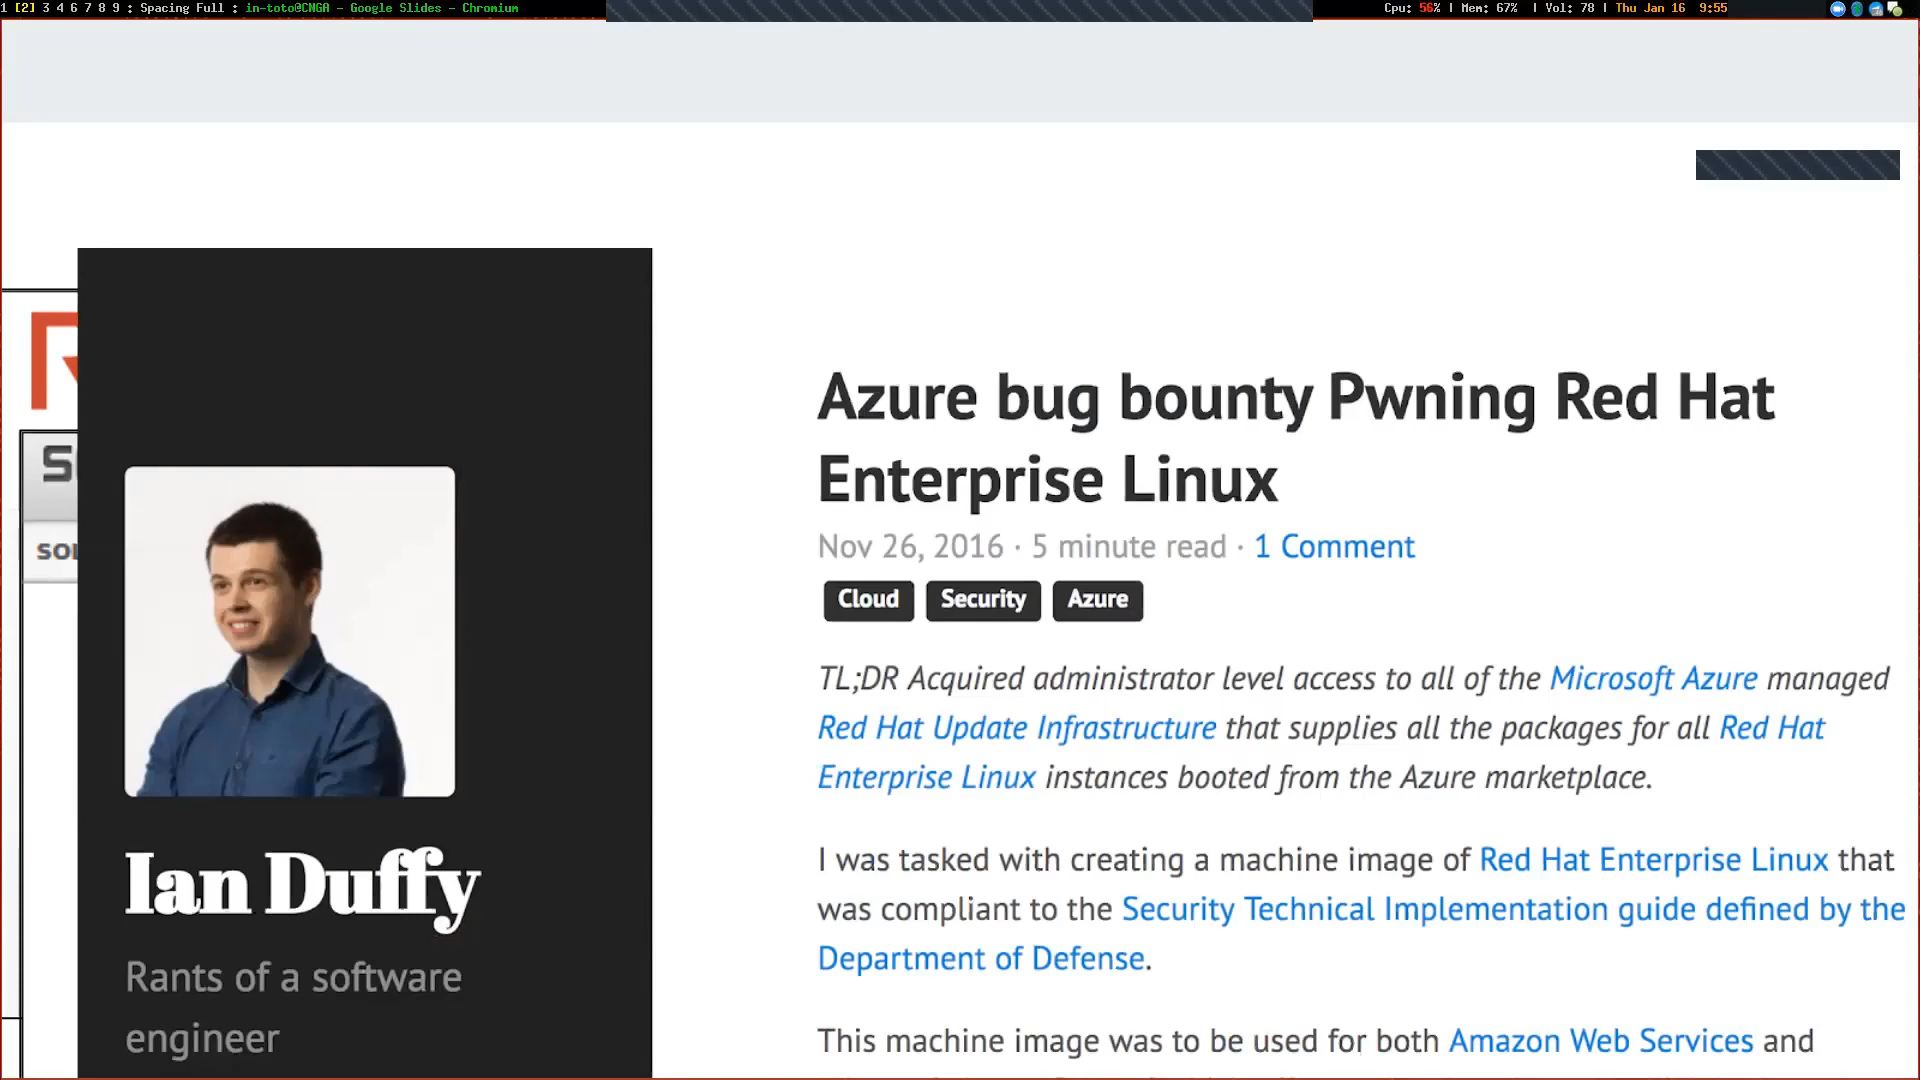 1 [2] 3 4 6 7 8 9 : Spacing Full : in-toto@CNGA - Google Slides - Chromium
Cpu: 56% | Mem: 67% | Vol: 78 | Thu Jan 16 9:55
Azure bug bounty Pwning Red Hat
Enterprise Linux
Nov 26, 2016 · 5 minute read · 1 Comment
Cloud Security Azure
TL;DR Acquired administrator level access to all of the Microsoft Azure managed
Red Hat Update Infrastructure that supplies all the packages for all Red Hat
Enterprise Linux instances booted from the Azure marketplace.
I was tasked with creating a machine image of Red Hat Enterprise Linux that
was compliant to the Security Technical Implementation guide defined by the
Department of Defense.
This machine image was to be used for both Amazon Web Services and
Ian Duffy
Rants of a software
engineer